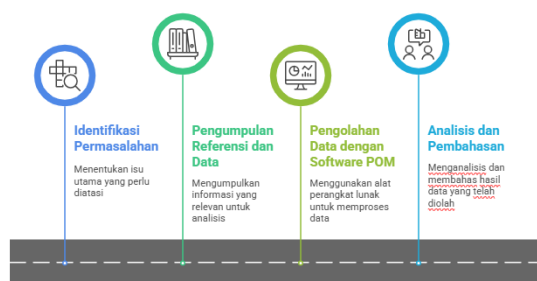 Identifikasi
Permasalahan
Menentukan isu
utama yang perlu
diatasi
Pengumpulan
Referensi dan
Data
Mengumpulkan
informasi yang
relevan untuk
analisis
Pengolahan
Data dengan
Software POM
Menggunakan alat
perangkat lunak
untuk memproses
data
Analisis dan
Pembahasan
Menganalisis dan
membahas hasil
data yang telah
diolah